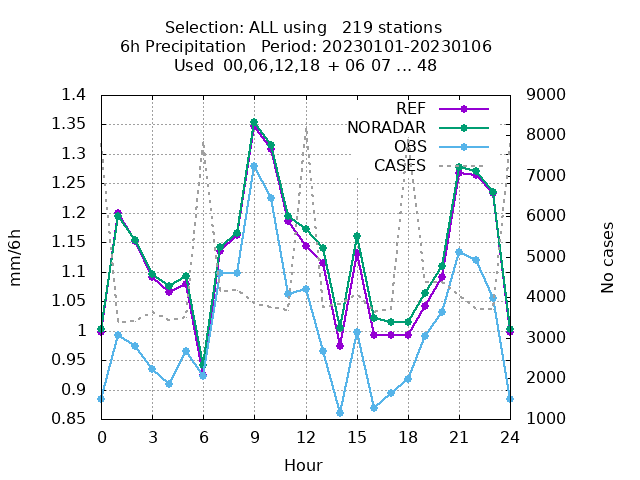 Selection: ALL using   219 stations
6h Precipitation   Period: 20230101-20230106
Used  00,06,12,18 + 06 07 ... 48
REF
NORADAR
OBS
CASES
1.4
1.35
1.3
1.25
1.2
1.15
1.1
1.05
1
0.95
0.9
0.85
9000
8000
7000
6000
5000
4000
3000
2000
1000
mm/6h
No cases
0 3 6 9 12 15 18 21 24
Hour